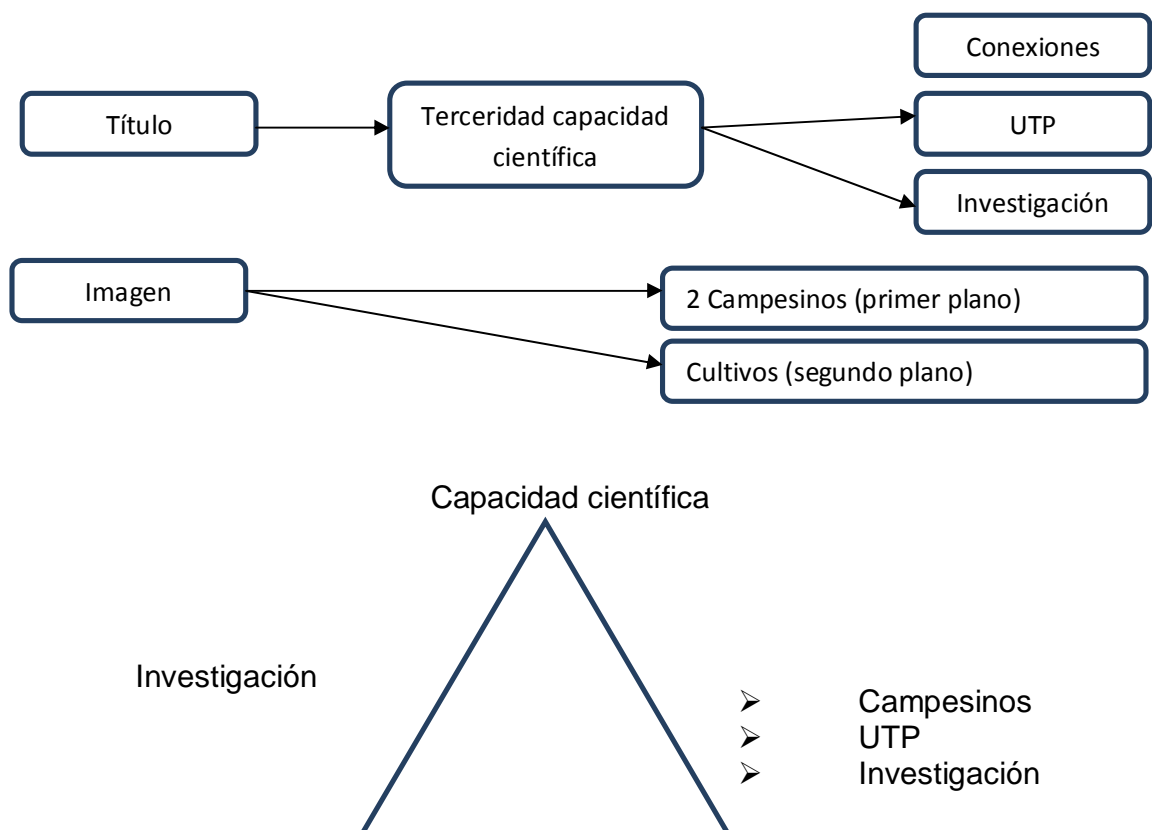 Conexiones
Título
Terceridad capacidad
científica
UTP
Investigación
Imagen
2 Campesinos (primer plano)
Cultivos (segundo plano)
Capacidad científica
Investigación
➢ Campesinos
➢ UTP
➢ Investigación